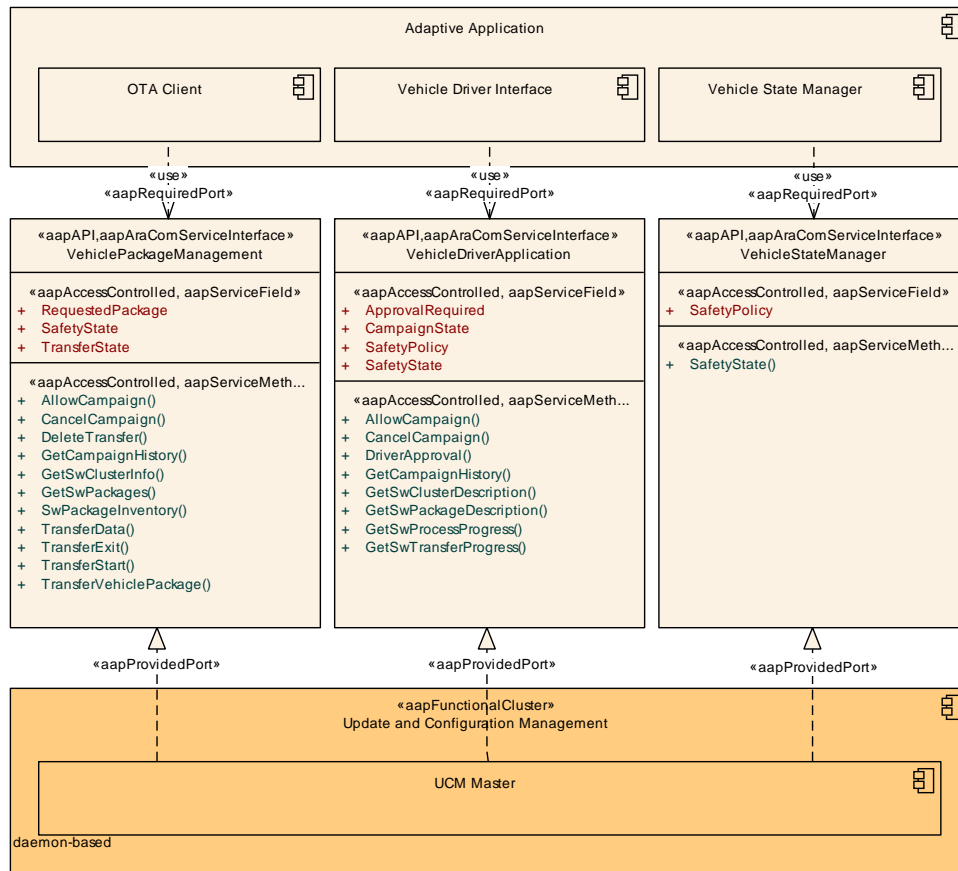 Adaptive Application
OTA Client
Vehicle Driver Interface
Vehicle State Manager
«use»
«aapRequiredPort»
«use»
«aapRequiredPort»
«use»
«aapRequiredPort»
«aapAPI,aapAraComServiceInterface»
VehiclePackageManagement
«aapAccessControlled, aapServiceField»
+ RequestedPackage
+ SafetyState
+ TransferState
«aapAccessControlled, aapServiceMeth...
+ AllowCampaign()
+ CancelCampaign()
+ DeleteTransfer()
+ GetCampaignHistory()
+ GetSwClusterInfo()
+ GetSwPackages()
+ SwPackageInventory()
+ TransferData()
+ TransferExit()
+ TransferStart()
+ TransferVehiclePackage()
«aapAPI,aapAraComServiceInterface»
VehicleDriverApplication
«aapAccessControlled, aapServiceField»
+ ApprovalRequired
+ CampaignState
+ SafetyPolicy
+ SafetyState
«aapAccessControlled, aapServiceMeth...
+ AllowCampaign()
+ CancelCampaign()
+ DriverApproval()
+ GetCampaignHistory()
+ GetSwClusterDescription()
+ GetSwPackageDescription()
+ GetSwProcessProgress()
+ GetSwTransferProgress()
«aapAPI,aapAraComServiceInterface»
VehicleStateManager
«aapAccessControlled, aapServiceField»
+ SafetyPolicy
«aapAccessControlled, aapServiceMeth...
+ SafetyState()
«aapProvidedPort»
«aapProvidedPort»
«aapProvidedPort»
«aapFunctionalCluster»
Update and Configuration Management
UCM Master
daemon-based